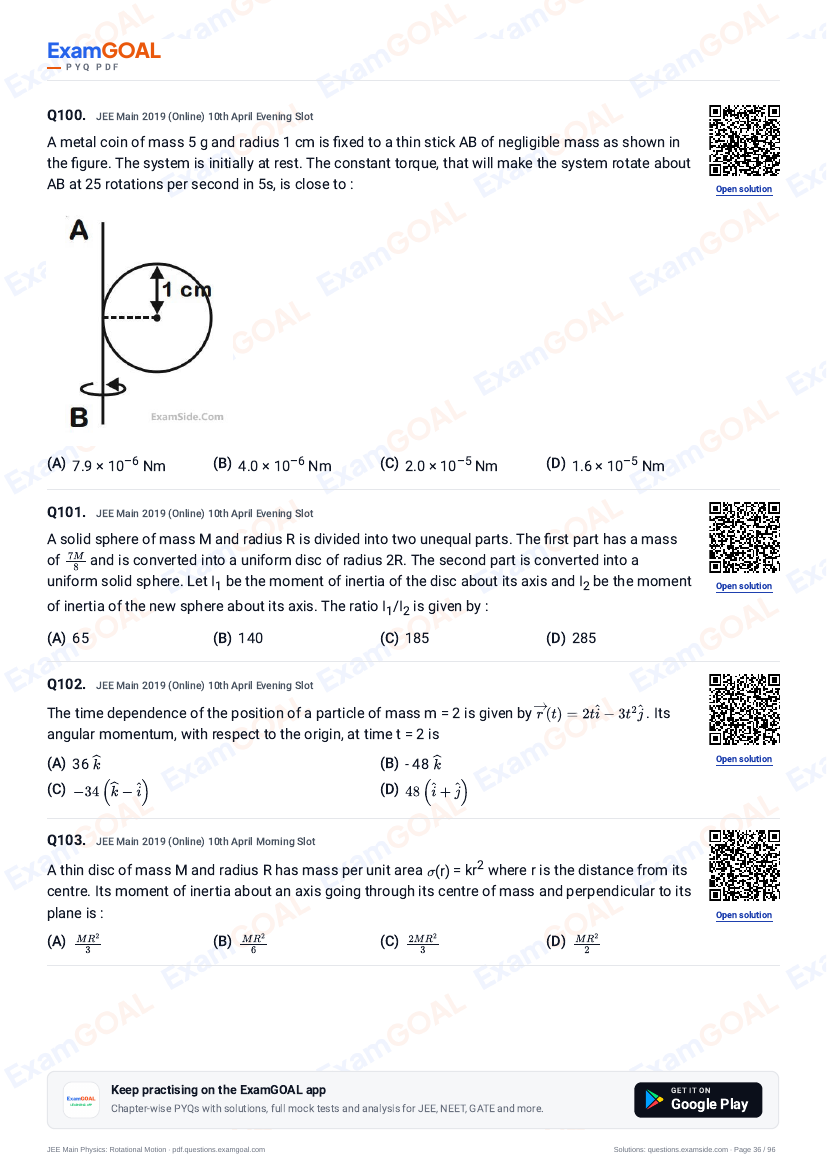 ExamGOAL
PYQ PDF
Q100. JEE Main 2019 (Online) 10th April Evening Slot
A metal coin of mass 5 g and radius 1 cm is fixed to a thin stick AB of negligible mass as shown in
the figure. The system is initially at rest. The constant torque, that will make the system rotate about
AB at 25 rotations per second in 5s, is close to :
Open solution
A
1 cm
B
ExamSide.Com
(A) 7.9 × 10⁻⁶ Nm (B) 4.0 × 10⁻⁶ Nm (C) 2.0 × 10⁻⁵ Nm (D) 1.6 × 10⁻⁵ Nm
Q101. JEE Main 2019 (Online) 10th April Evening Slot
A solid sphere of mass M and radius R is divided into two unequal parts. The first part has a mass
of 7M/8 and is converted into a uniform disc of radius 2R. The second part is converted into a
uniform solid sphere. Let I₁ be the moment of inertia of the disc about its axis and I₂ be the moment
of inertia of the new sphere about its axis. The ratio I₁/I₂ is given by :
Open solution
(A) 65 (B) 140 (C) 185 (D) 285
Q102. JEE Main 2019 (Online) 10th April Evening Slot
The time dependence of the position of a particle of mass m = 2 is given by r⃗(t) = 2tî − 3t²ĵ. Its
angular momentum, with respect to the origin, at time t = 2 is
Open solution
(A) 36 k̂ (B) - 48 k̂
(C) −34 (k̂ − î) (D) 48 (î + ĵ)
Q103. JEE Main 2019 (Online) 10th April Morning Slot
A thin disc of mass M and radius R has mass per unit area σ(r) = kr² where r is the distance from its
centre. Its moment of inertia about an axis going through its centre of mass and perpendicular to its
plane is :
Open solution
(A) MR²/3 (B) MR²/6 (C) 2MR²/3 (D) MR²/2
Keep practising on the ExamGOAL app
Chapter-wise PYQs with solutions, full mock tests and analysis for JEE, NEET, GATE and more.
GET IT ON
Google Play
JEE Main Physics: Rotational Motion · pdf.questions.examgoal.com
Solutions: questions.examside.com · Page 36 / 96